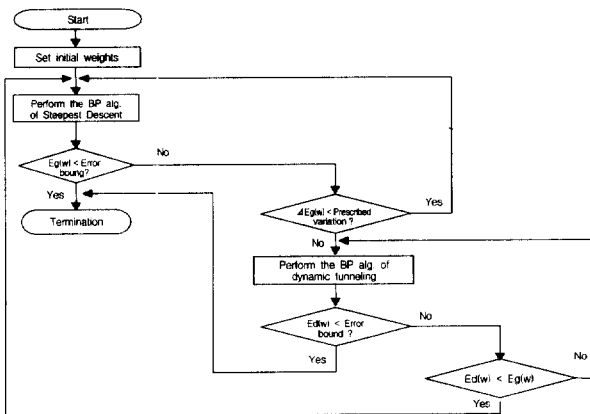 Start
Set initial weights
Perform the BP alg.
of Steepest Descent
Eg(w) < Error
boung?
No
Yes
Termination
⊿Eg(w) < Prescribed
variation ?
Yes
No
Perform the BP alg. of
dynamic tunneling
Ed(w) < Error
bound ?
No
Yes
Ed(w) < Eg(w)
No
Yes